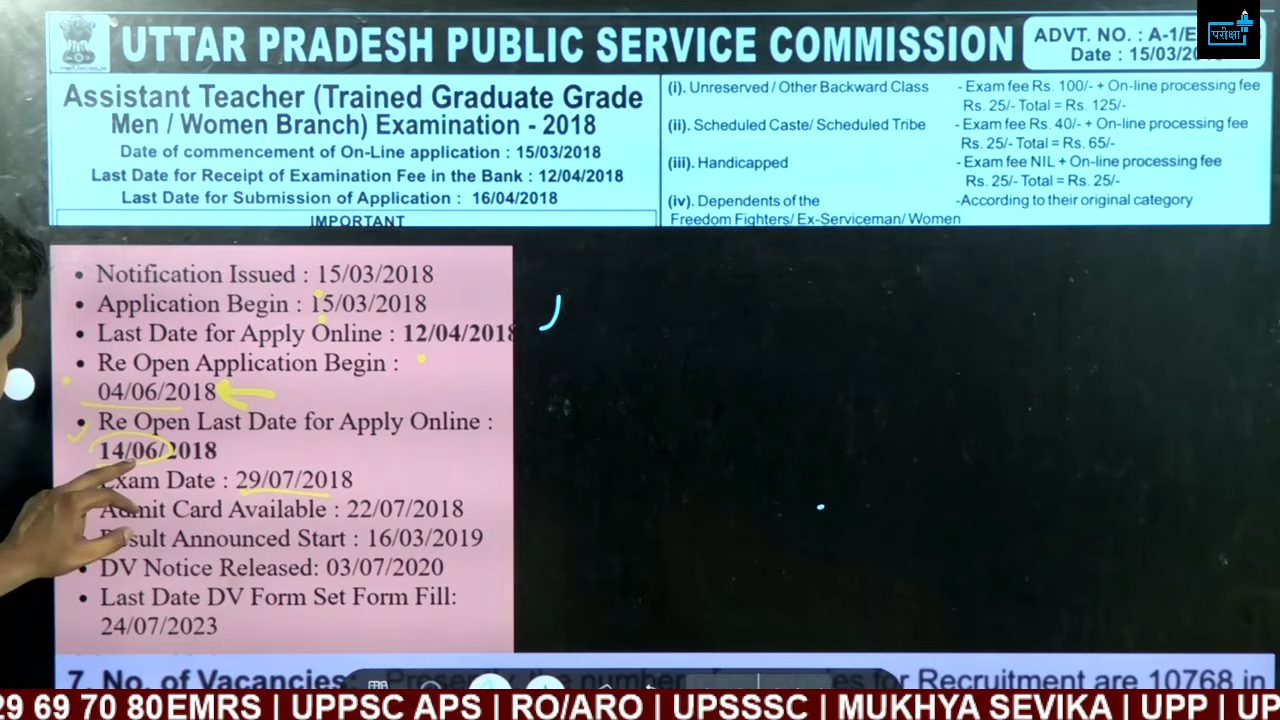 UTTAR PRADESH PUBLIC SERVICE COMMISSION
ADVT. NO. : A-1/E
Date : 15/03/
परीक्षा
Assistant Teacher (Trained Graduate Grade
Men / Women Branch) Examination - 2018
Date of commencement of On-Line application : 15/03/2018
Last Date for Receipt of Examination Fee in the Bank : 12/04/2018
Last Date for Submission of Application : 16/04/2018
IMPORTANT
(i). Unreserved / Other Backward Class - Exam fee Rs. 100/- + On-line processing fee
Rs. 25/- Total = Rs. 125/-
(ii). Scheduled Caste/ Scheduled Tribe - Exam fee Rs. 40/- + On-line processing fee
Rs. 25/- Total = Rs. 65/-
(iii). Handicapped - Exam fee NIL + On-line processing fee
Rs. 25/- Total = Rs. 25/-
(iv). Dependents of the -According to their original category
Freedom Fighters/ Ex-Serviceman/ Women
• Notification Issued : 15/03/2018
• Application Begin : 15/03/2018
• Last Date for Apply Online : 12/04/2018
• Re Open Application Begin :
04/06/2018
• Re Open Last Date for Apply Online :
14/06/2018
Exam Date : 29/07/2018
Admit Card Available : 22/07/2018
Result Announced Start : 16/03/2019
• DV Notice Released: 03/07/2020
• Last Date DV Form Set Form Fill:
24/07/2023
7. No. of Vacancies: Recruitment are 10768 in
29 69 70 80 EMRS | UPPSC APS | RO/ARO | UPSSSC | MUKHYA SEVIKA | UPP | UP